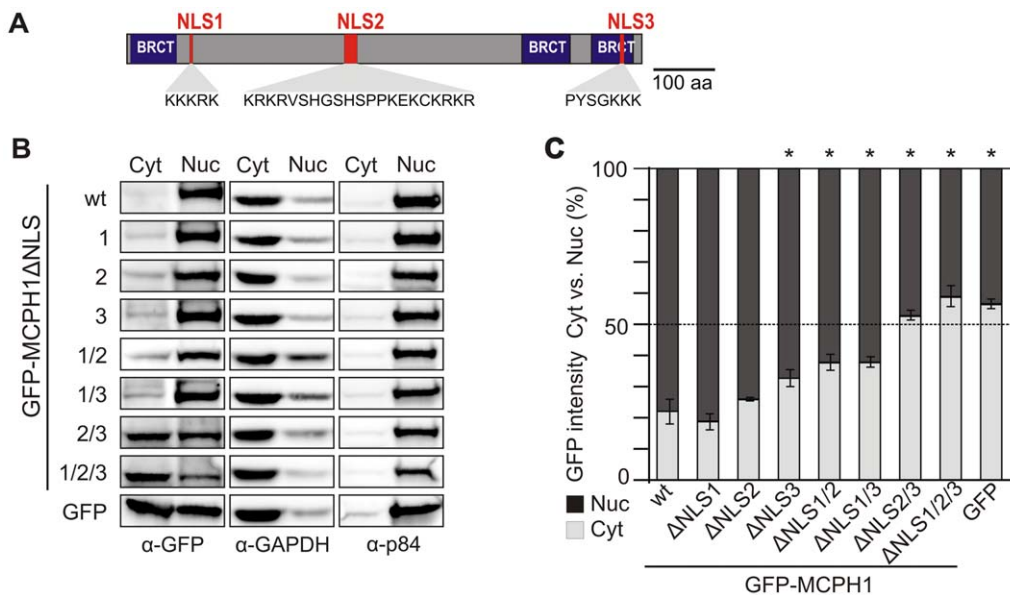 A
NLS1 NLS2 NLS3
BRCT BRCT BRCT
100 aa
KKKRK KRKRVSHGSHSPPKEKCKRKR PYSGKKK
B
Cyt Nuc Cyt Nuc Cyt Nuc
GFP-MCPH1ΔNLS
wt
1
2
3
1/2
1/3
2/3
1/2/3
GFP
α-GFP α-GAPDH α-p84
C
* * * * * *
GFP intensity Cyt vs. Nuc (%)
100
50
0
wt ΔNLS1 ΔNLS2 ΔNLS3 ΔNLS1/2 ΔNLS1/3 ΔNLS2/3 ΔNLS1/2/3 GFP
Nuc
Cyt
GFP-MCPH1